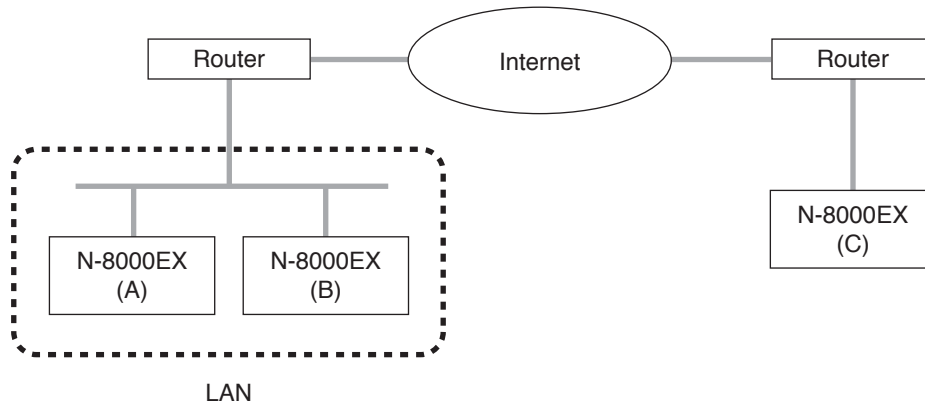 Router
Internet
Router
N-8000EX
(A)
N-8000EX
(B)
N-8000EX
(C)
LAN